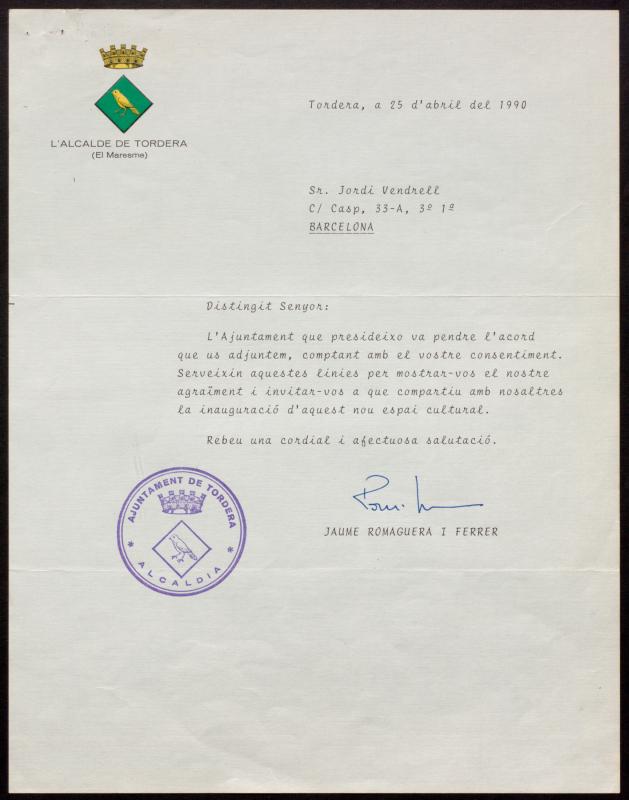 L'ALCALDE DE TORDERA
(El Maresme)
Tordera, a 25 d'abril del 1990
Sr. Jordi Vendrell
C/ Casp, 33-A, 3º 1ª
BARCELONA
Distingit Senyor:
L'Ajuntament que presideixo va pendre l'acord
que us adjuntem, comptant amb el vostre consentiment.
Serveixin aquestes línies per mostrar-vos el nostre
agraïment i invitar-vos a que compartiu amb nosaltres
la inauguració d'aquest nou espai cultural.
Rebeu una cordial i afectuosa salutació.
AJUNTAMENT DE TORDERA
* ALCALDIA *
JAUME ROMAGUERA I FERRER